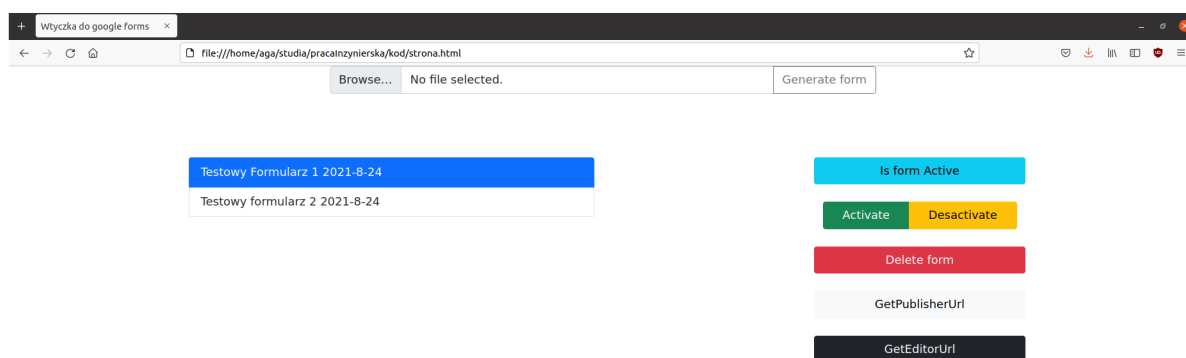 Wtyczka do google forms
file:///home/aga/studia/pracaInzynierska/kod/strona.html
Browse... No file selected. Generate form
Testowy Formularz 1 2021-8-24
Testowy formularz 2 2021-8-24
Is form Active
Activate Desactivate
Delete form
GetPublisherUrl
GetEditorUrl